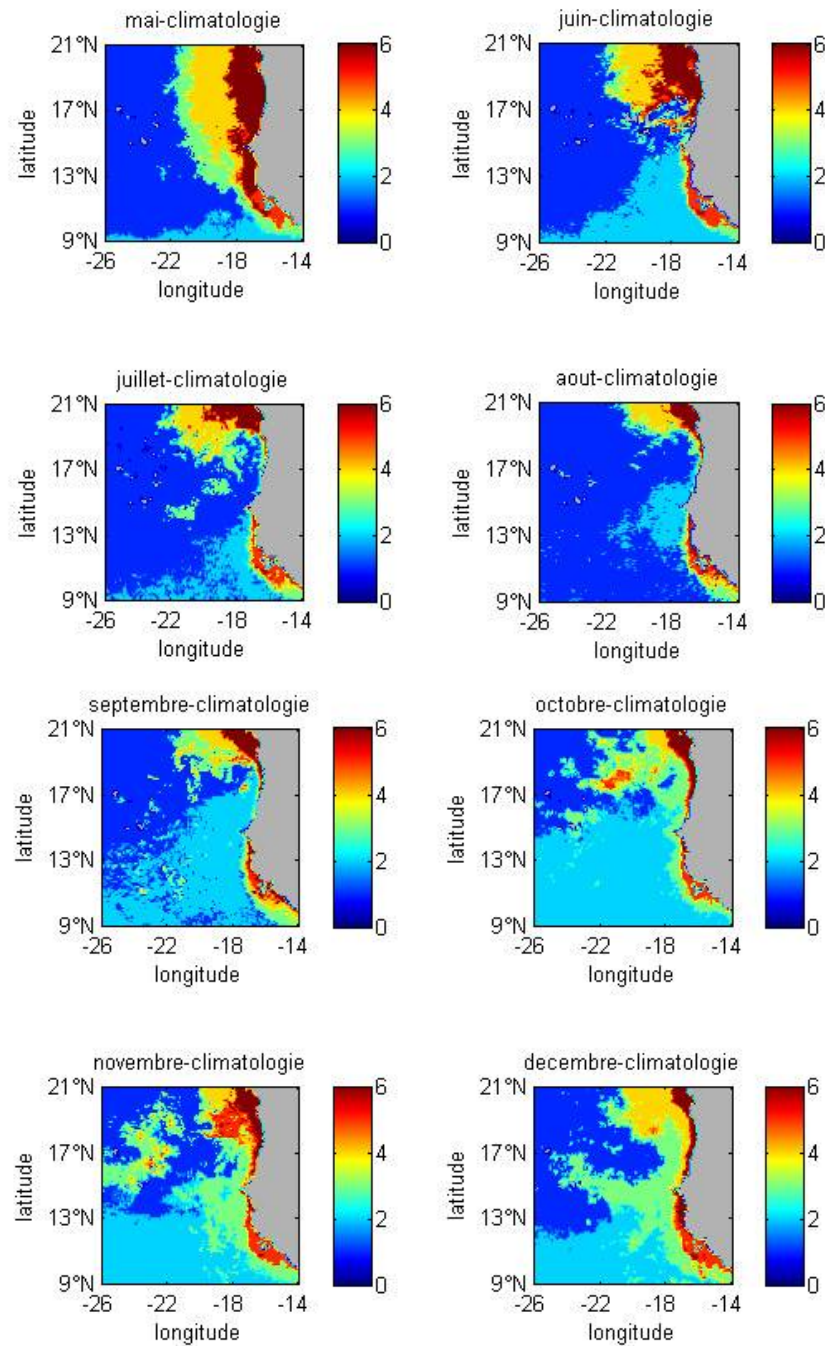 mai-climatologie
21°N
17°N
13°N
9°N
latitude
-26 -22 -18 -14
longitude
6
4
2
0
juin-climatologie
21°N
17°N
13°N
9°N
latitude
-26 -22 -18 -14
longitude
6
4
2
0
juillet-climatologie
21°N
17°N
13°N
9°N
latitude
-26 -22 -18 -14
longitude
6
4
2
0
aout-climatologie
21°N
17°N
13°N
9°N
latitude
-26 -22 -18 -14
longitude
6
4
2
0
septembre-climatologie
21°N
17°N
13°N
9°N
latitude
-26 -22 -18 -14
longitude
6
4
2
0
octobre-climatologie
21°N
17°N
13°N
9°N
latitude
-26 -22 -18 -14
longitude
6
4
2
0
novembre-climatologie
21°N
17°N
13°N
9°N
latitude
-26 -22 -18 -14
longitude
6
4
2
0
decembre-climatologie
21°N
17°N
13°N
9°N
latitude
-26 -22 -18 -14
longitude
6
4
2
0